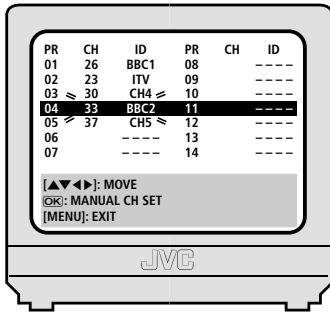 PR CH ID PR CH ID
01 26 BBC1 08 ––––
02 23 ITV 09 ––––
03 30 CH4 10 ––––
04 33 BBC2 11 ––––
05 37 CH5 12 ––––
06 –––– 13 ––––
07 –––– 14 ––––
[▲▼◀▶]: MOVE
OK: MANUAL CH SET
[MENU]: EXIT
JVC